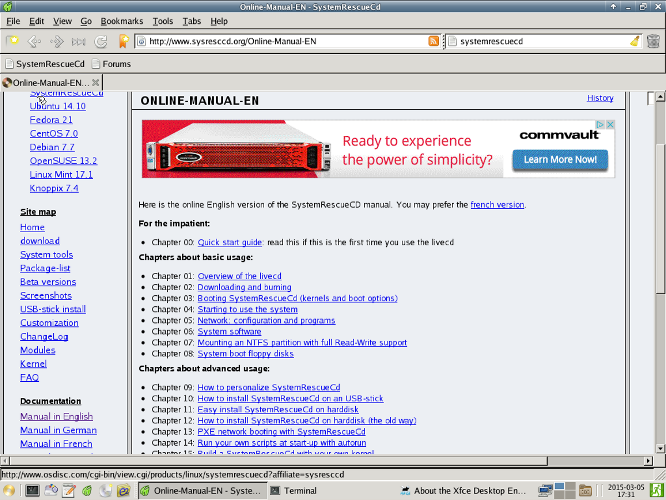 Online-Manual-EN - SystemRescueCd
File Edit View Go Bookmarks Tools Tabs Help
http://www.sysresccd.org/Online-Manual-EN
systemrescuecd
SystemRescueCd Forums
Online-Manual-EN...
SystemRescueCd
Ubuntu 14.10
Fedora 21
CentOS 7.0
Debian 7.7
OpenSUSE 13.2
Linux Mint 17.1
Knoppix 7.4
Site map
Home
download
System tools
Package-list
Beta versions
Screenshots
USB-stick install
Customization
ChangeLog
Modules
Kernel
FAQ
Documentation
Manual in English
Manual in German
Manual in French
ONLINE-MANUAL-EN
History
Ready to experience
the power of simplicity?
commvault
Learn More Now!
Here is the online English version of the SystemRescueCD manual. You may prefer the french version.
For the impatient:
Chapter 00: Quick start guide: read this if this is the first time you use the livecd
Chapters about basic usage:
Chapter 01: Overview of the livecd
Chapter 02: Downloading and burning
Chapter 03: Booting SystemRescueCd (kernels and boot options)
Chapter 04: Starting to use the system
Chapter 05: Network: configuration and programs
Chapter 06: System software
Chapter 07: Mounting an NTFS partition with full Read-Write support
Chapter 08: System boot floppy disks
Chapters about advanced usage:
Chapter 09: How to personalize SystemRescueCd
Chapter 10: How to install SystemRescueCd on an USB-stick
Chapter 11: Easy install SystemRescueCd on harddisk
Chapter 12: How to install SystemRescueCd on harddisk (the old way)
Chapter 13: PXE network booting with SystemRescueCd
Chapter 14: Run your own scripts at start-up with autorun
Chapter 15: Build a SystemRescueCd with your own kernel
http://www.osdisc.com/cgi-bin/view.cgi/products/linux/systemrescuecd?affiliate=sysresccd
Online-Manual-EN - Syste...
Terminal
About the Xfce Desktop En...
2015-03-05
17:31